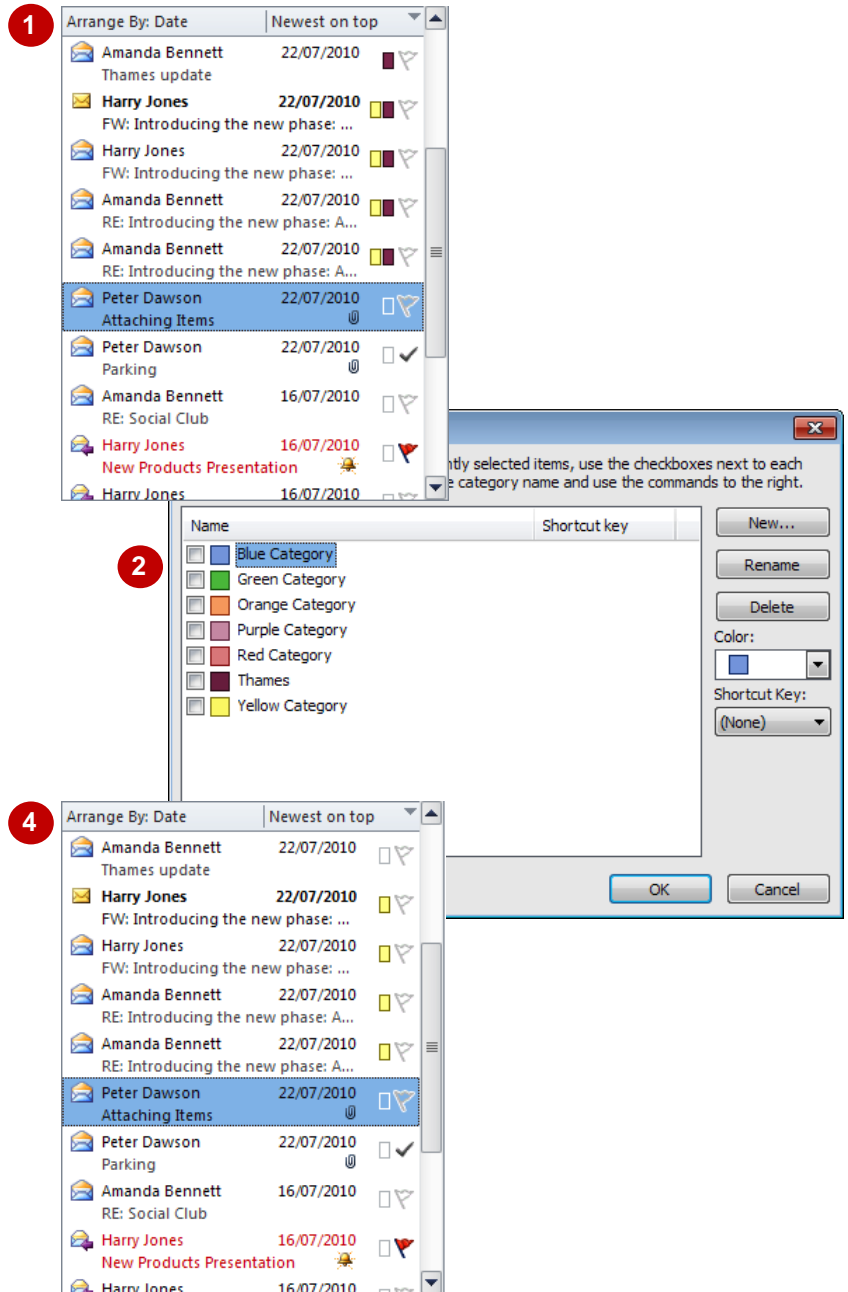 1
Arrange By: Date Newest on top
Amanda Bennett 22/07/2010
Thames update
Harry Jones 22/07/2010
FW: Introducing the new phase: ...
Harry Jones 22/07/2010
FW: Introducing the new phase: ...
Amanda Bennett 22/07/2010
RE: Introducing the new phase: A...
Amanda Bennett 22/07/2010
RE: Introducing the new phase: A...
Peter Dawson 22/07/2010
Attaching Items
Peter Dawson 22/07/2010
Parking
Amanda Bennett 16/07/2010
RE: Social Club
Harry Jones 16/07/2010
New Products Presentation
Harry Jones 16/07/2010
ntly selected items, use the checkboxes next to each
e category name and use the commands to the right.
2
Name Shortcut key
Blue Category
Green Category
Orange Category
Purple Category
Red Category
Thames
Yellow Category
New...
Rename
Delete
Color:
Shortcut Key:
(None)
OK Cancel
4
Arrange By: Date Newest on top
Amanda Bennett 22/07/2010
Thames update
Harry Jones 22/07/2010
FW: Introducing the new phase: ...
Harry Jones 22/07/2010
FW: Introducing the new phase: ...
Amanda Bennett 22/07/2010
RE: Introducing the new phase: A...
Amanda Bennett 22/07/2010
RE: Introducing the new phase: A...
Peter Dawson 22/07/2010
Attaching Items
Peter Dawson 22/07/2010
Parking
Amanda Bennett 16/07/2010
RE: Social Club
Harry Jones 16/07/2010
New Products Presentation
Harry Jones 16/07/2010